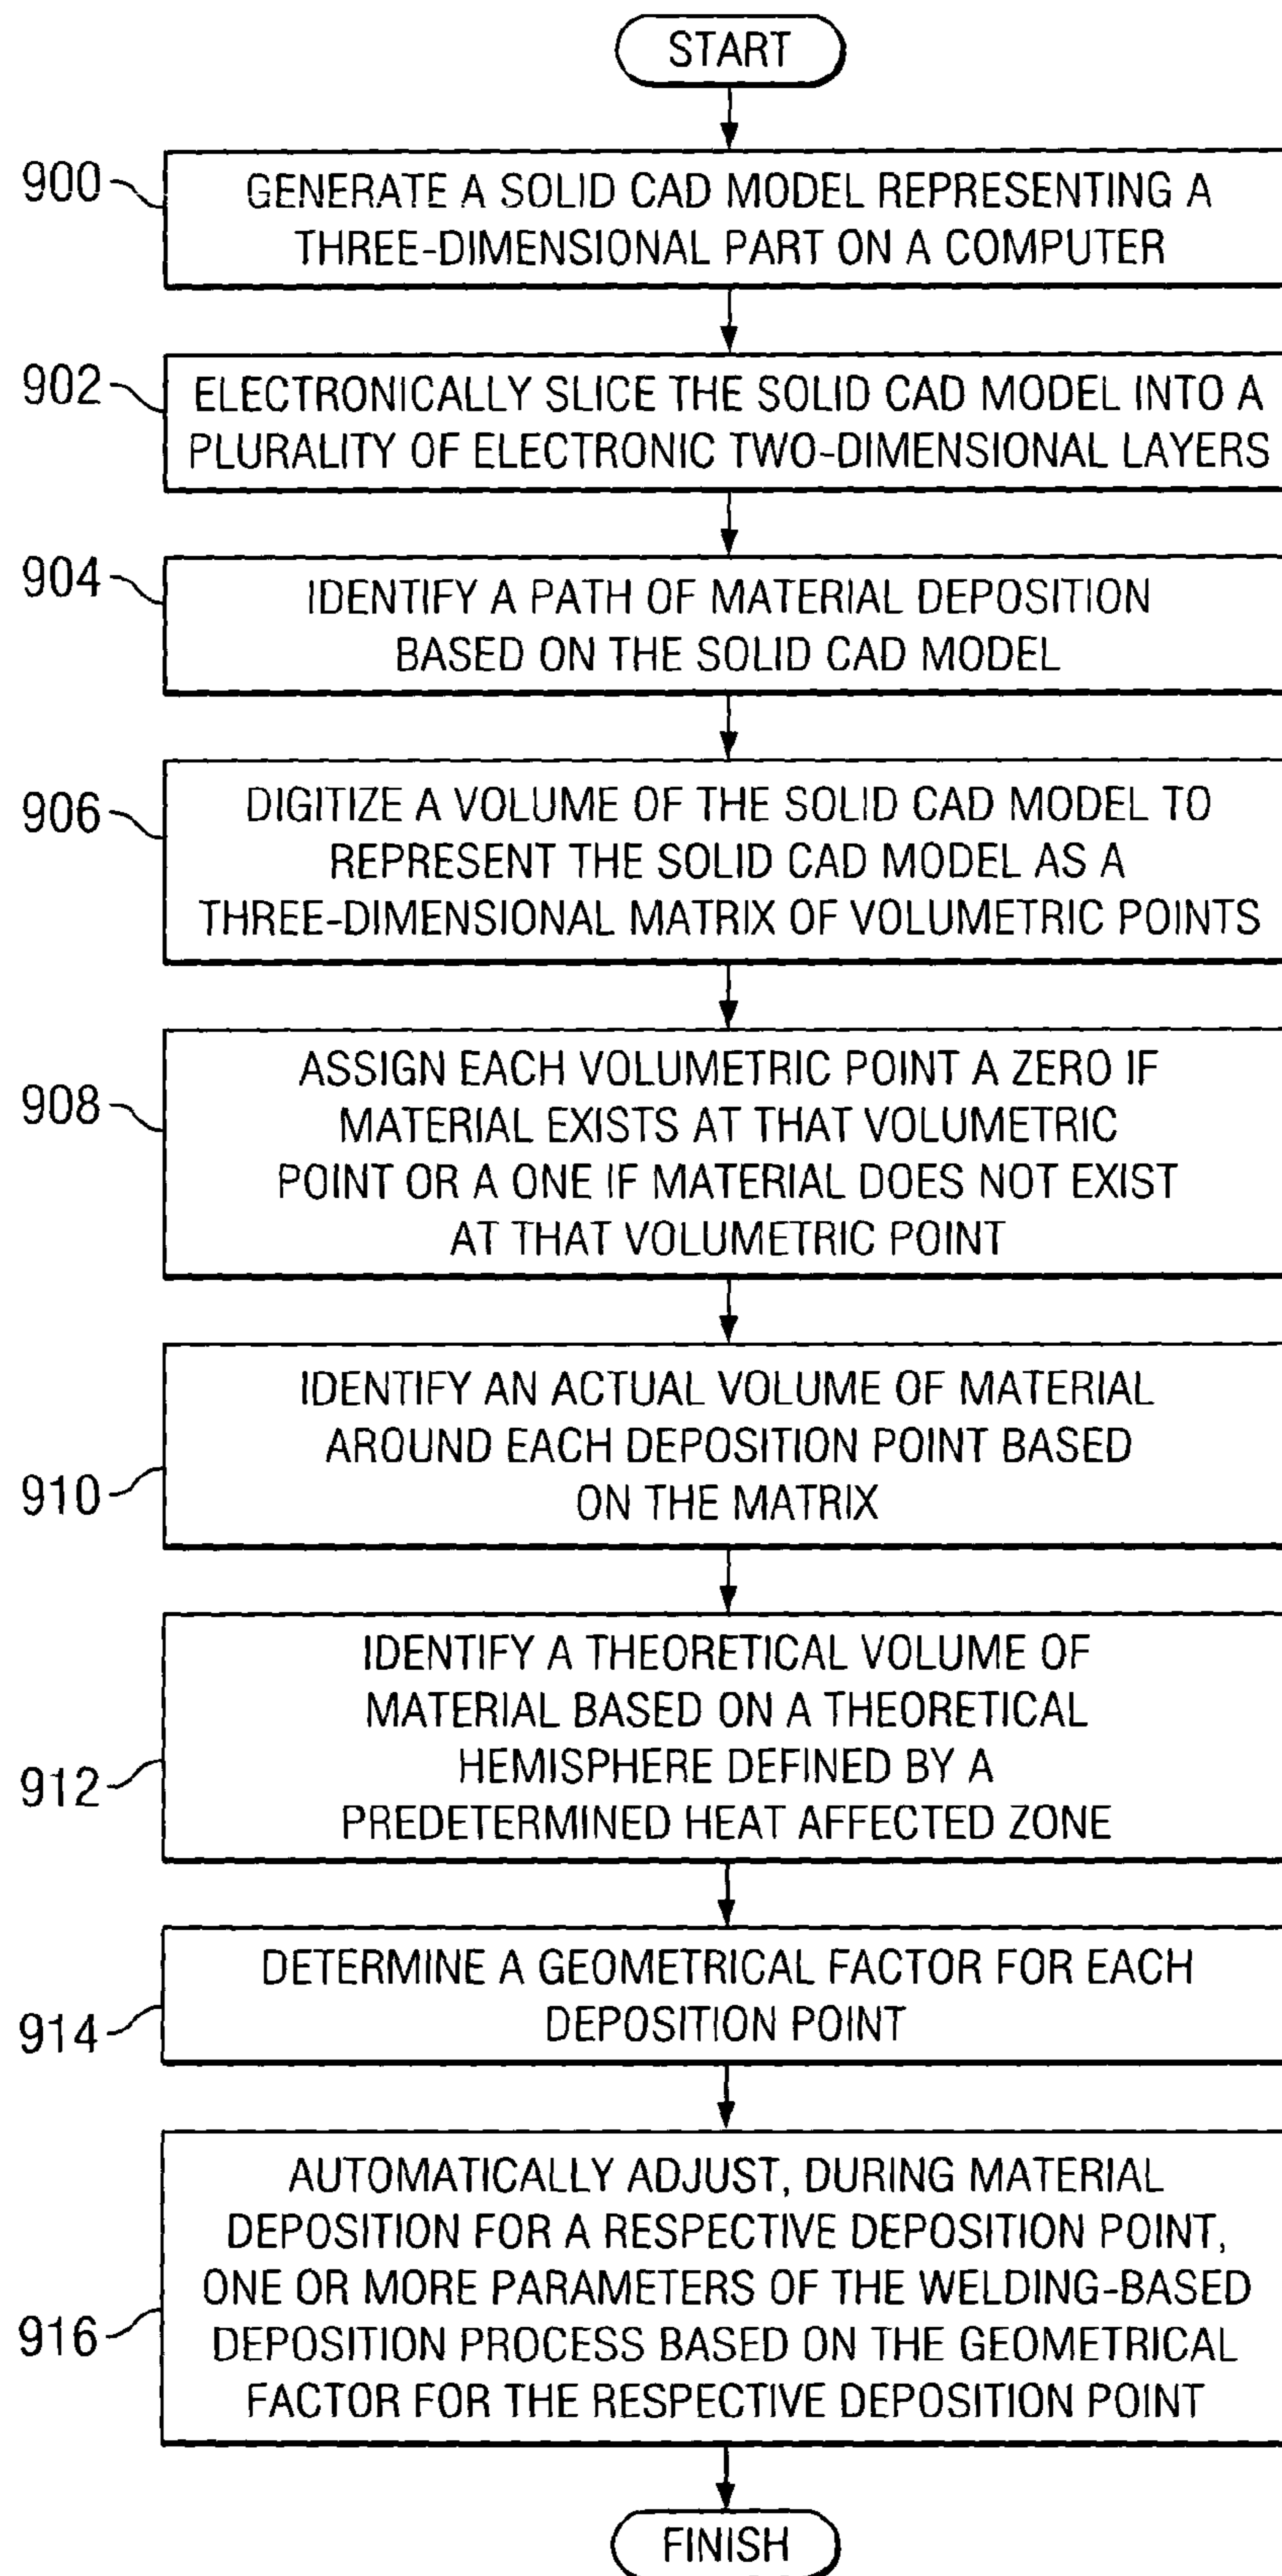 START
900
GENERATE A SOLID CAD MODEL REPRESENTING A
THREE-DIMENSIONAL PART ON A COMPUTER
902
ELECTRONICALLY SLICE THE SOLID CAD MODEL INTO A
PLURALITY OF ELECTRONIC TWO-DIMENSIONAL LAYERS
904
IDENTIFY A PATH OF MATERIAL DEPOSITION
BASED ON THE SOLID CAD MODEL
906
DIGITIZE A VOLUME OF THE SOLID CAD MODEL TO
REPRESENT THE SOLID CAD MODEL AS A
THREE-DIMENSIONAL MATRIX OF VOLUMETRIC POINTS
908
ASSIGN EACH VOLUMETRIC POINT A ZERO IF
MATERIAL EXISTS AT THAT VOLUMETRIC
POINT OR A ONE IF MATERIAL DOES NOT EXIST
AT THAT VOLUMETRIC POINT
910
IDENTIFY AN ACTUAL VOLUME OF MATERIAL
AROUND EACH DEPOSITION POINT BASED
ON THE MATRIX
912
IDENTIFY A THEORETICAL VOLUME OF
MATERIAL BASED ON A THEORETICAL
HEMISPHERE DEFINED BY A
PREDETERMINED HEAT AFFECTED ZONE
914
DETERMINE A GEOMETRICAL FACTOR FOR EACH
DEPOSITION POINT
916
AUTOMATICALLY ADJUST, DURING MATERIAL
DEPOSITION FOR A RESPECTIVE DEPOSITION POINT,
ONE OR MORE PARAMETERS OF THE WELDING-BASED
DEPOSITION PROCESS BASED ON THE GEOMETRICAL
FACTOR FOR THE RESPECTIVE DEPOSITION POINT
FINISH